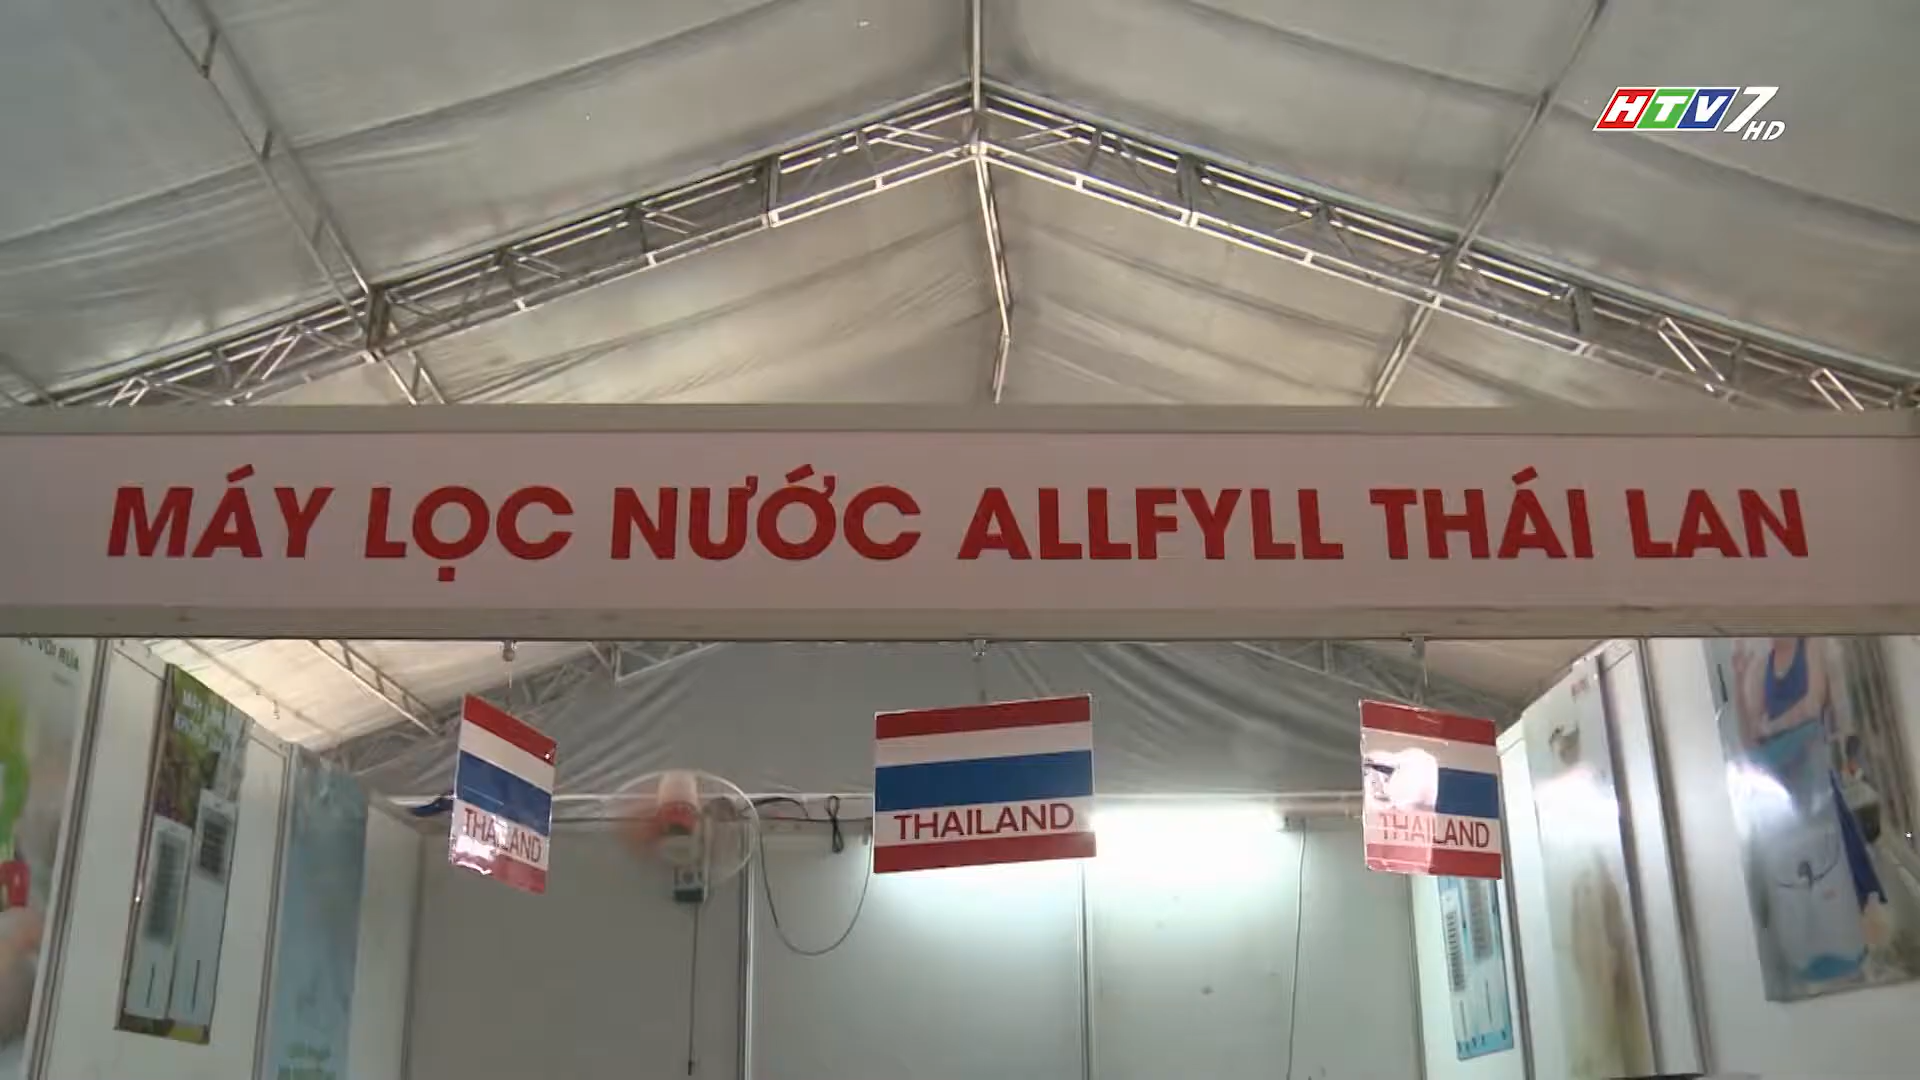 HTV7 HD
MÁY LỌC NƯỚC ALLFYLL THÁI LAN
THAILAND
THAILAND
THAILAND